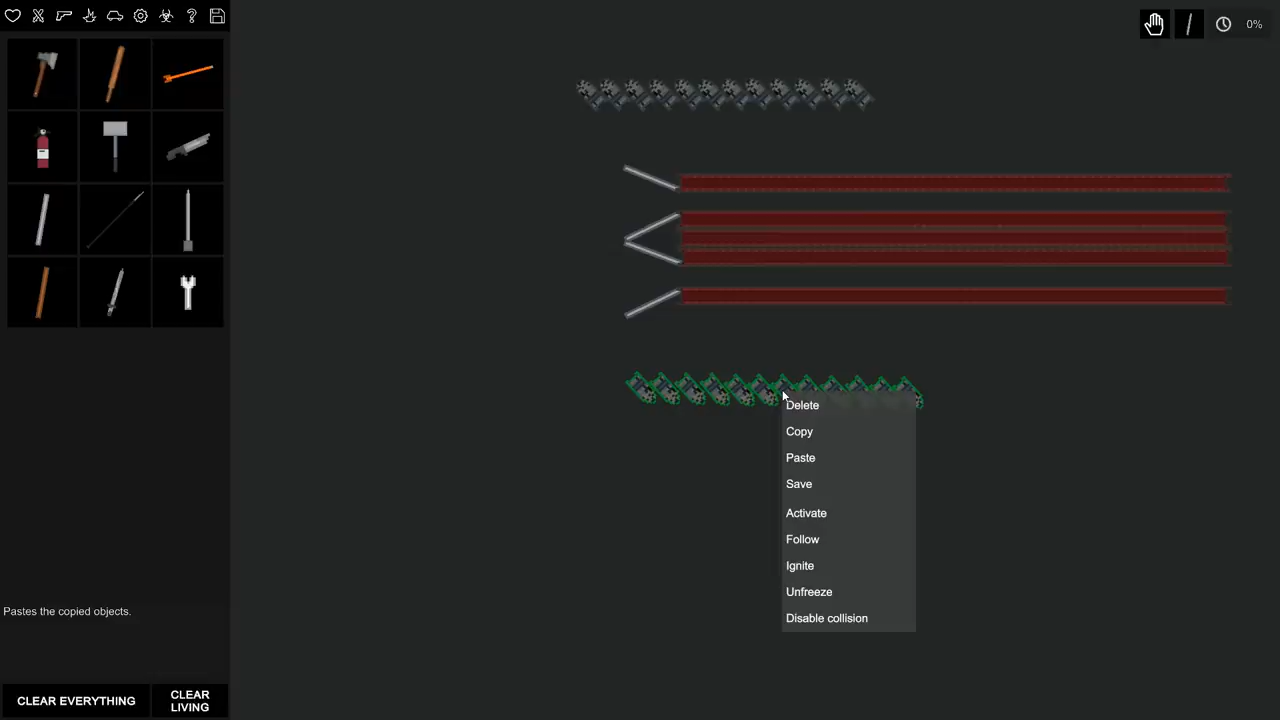 0%
Delete
Copy
Paste
Save
Activate
Follow
Ignite
Unfreeze
Disable collision
Pastes the copied objects.
CLEAR EVERYTHING
CLEAR
LIVING